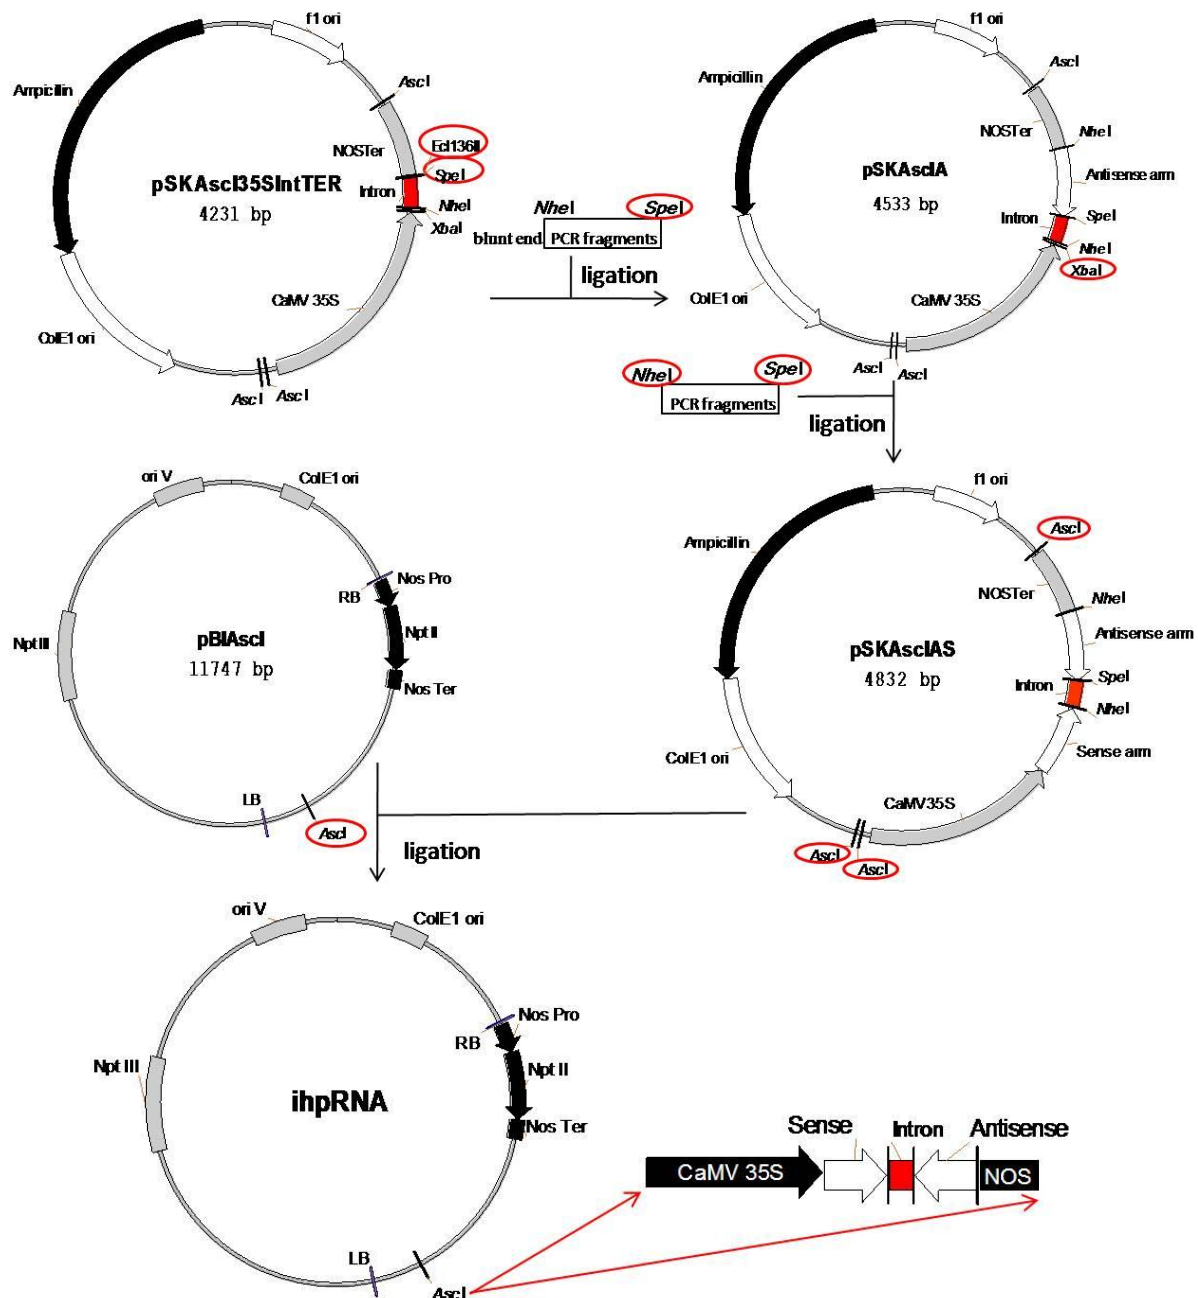 f1 ori
Ampicillin
AscI
NOSTer
Ecl136II
SpeI
Intron
NheI
XbaI
pSKAscI35SIntTER
4231 bp
CaMV 35S
ColE1 ori
AscI
AscI
NheI
SpeI
blunt end
PCR fragments
ligation
f1 ori
Ampicillin
AscI
NOSTer
NheI
pSKAscIA
4533 bp
Antisense arm
Intron
SpeI
NheI
XbaI
CaMV 35S
ColE1 ori
AscI
AscI
NheI
SpeI
PCR fragments
ligation
ori V
ColE1 ori
Nos Pro
RB
Npt III
pBIAscI
11747 bp
Npt II
Nos Ter
LB
AscI
ligation
f1 ori
Ampicillin
AscI
NOSTer
NheI
Antisense arm
pSKAscIAS
4832 bp
Intron
SpeI
NheI
Sense arm
ColE1 ori
CaMV35S
AscI
AscI
ori V
ColE1 ori
Nos Pro
RB
Npt III
Npt II
ihpRNA
Nos Ter
LB
AscI
Sense
Intron
Antisense
CaMV 35S
NOS